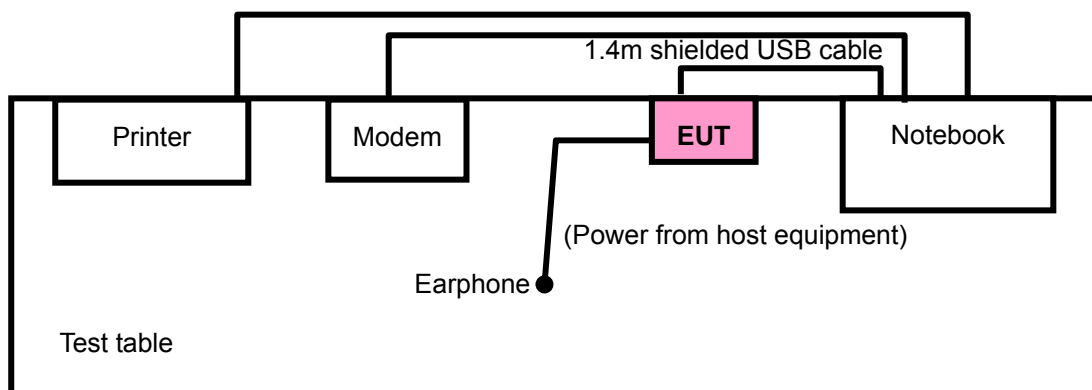 1.4m shielded USB cable
Printer
Modem
EUT
Notebook
(Power from host equipment)
Earphone
Test table